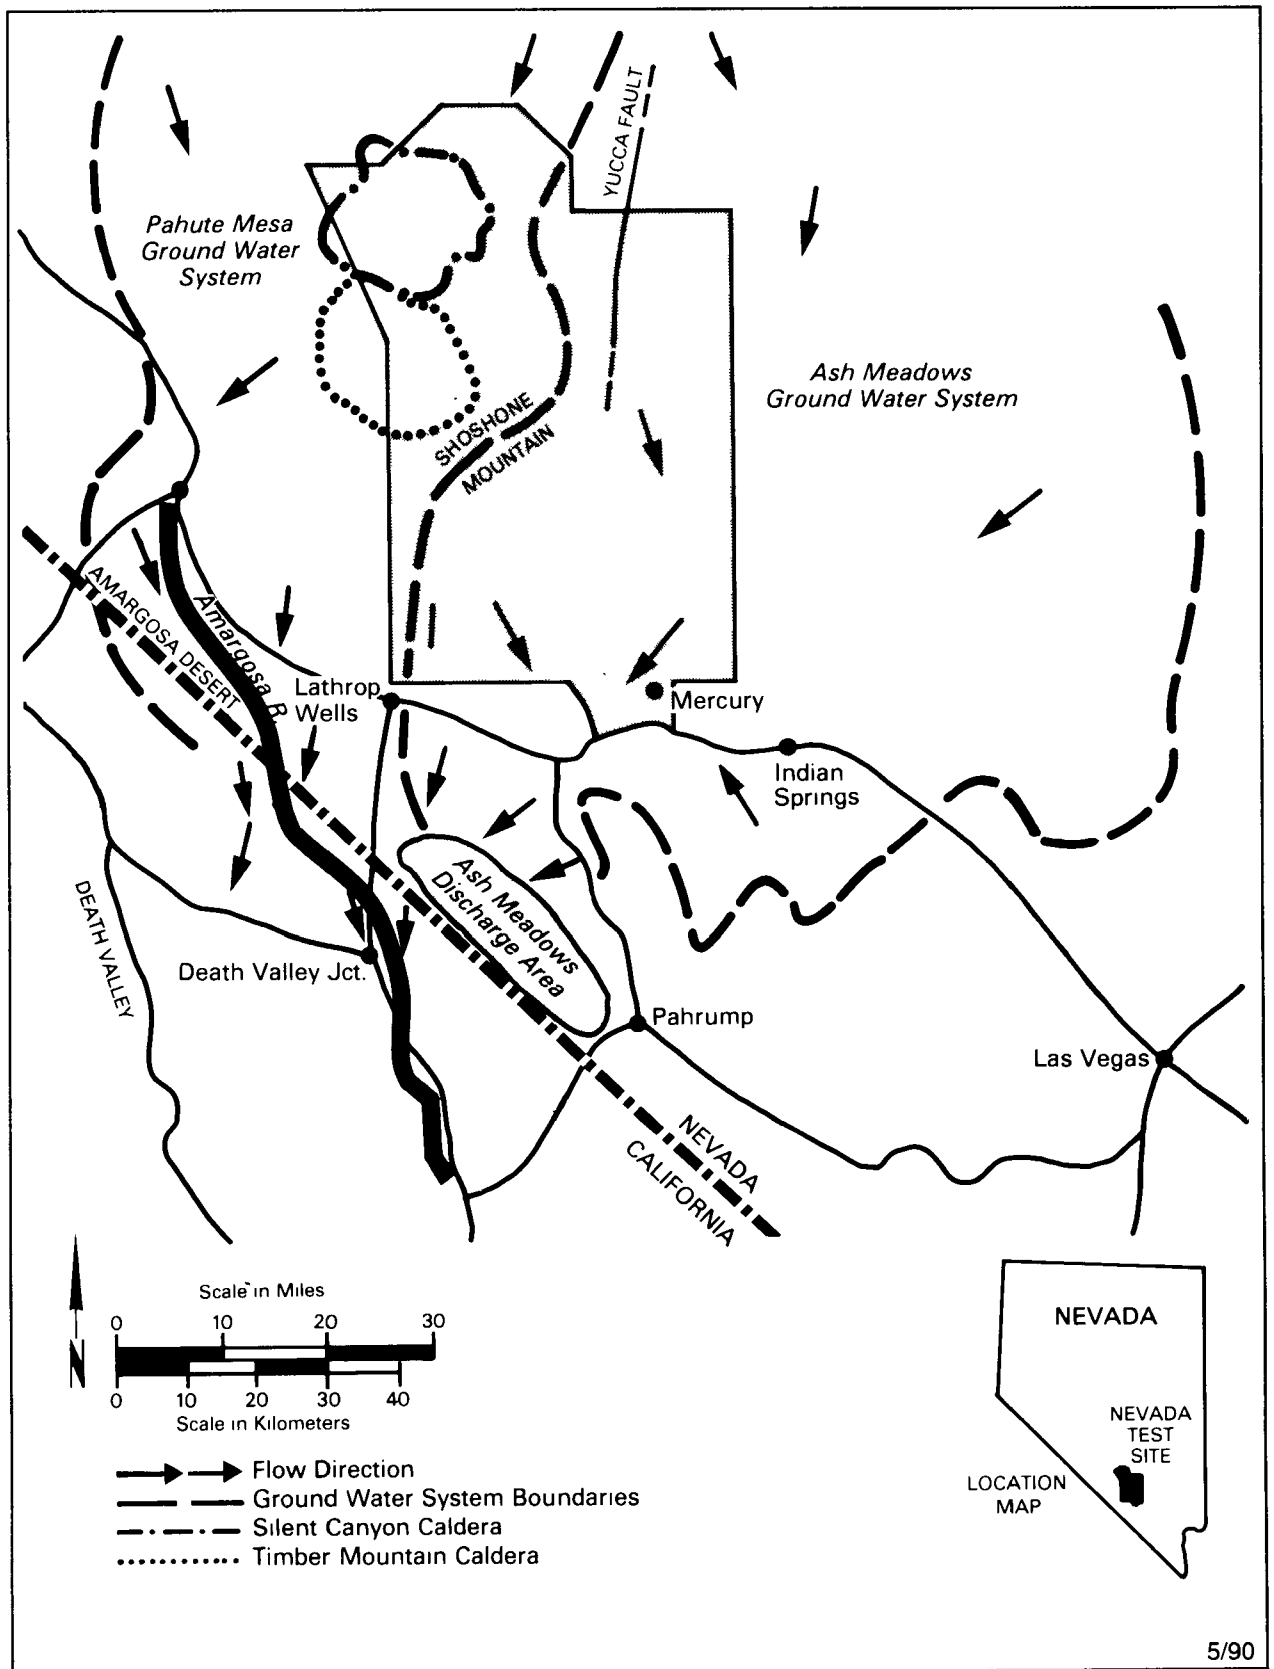 YUCCA FAULT
Pahute Mesa
Ground Water
System
Ash Meadows
Ground Water System
SHOSHONE
MOUNTAIN
AMARGOSA DESERT
Amargosa R.
Lathrop
Wells
Mercury
Indian
Springs
Ash Meadows
Discharge Area
DEATH VALLEY
Death Valley Jct.
Pahrump
Las Vegas
NEVADA
CALIFORNIA
N
Scale in Miles
0 10 20 30
0 10 20 30 40
Scale in Kilometers
Flow Direction
Ground Water System Boundaries
Silent Canyon Caldera
Timber Mountain Caldera
NEVADA
NEVADA
TEST
SITE
LOCATION
MAP
5/90